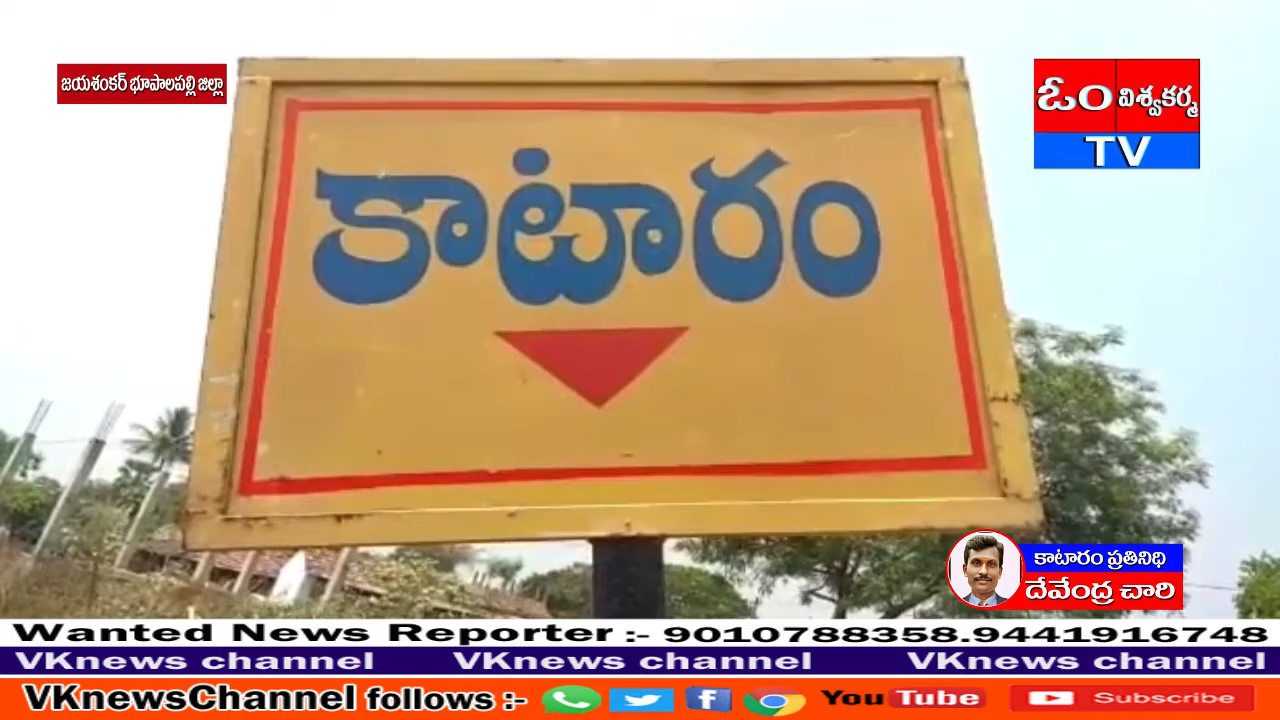 జయశంకర్ భూపాలపల్లి జిల్లా
ఓం విశ్వకర్మ
TV
కాటారం
కాటారం ప్రతినిధి
దేవేంద్ర చారి
Wanted News Reporter :- 9010788358.9441916748
VKnews channel VKnews channel VKnews channel
VKnewsChannel follows :- YouTube Subscribe